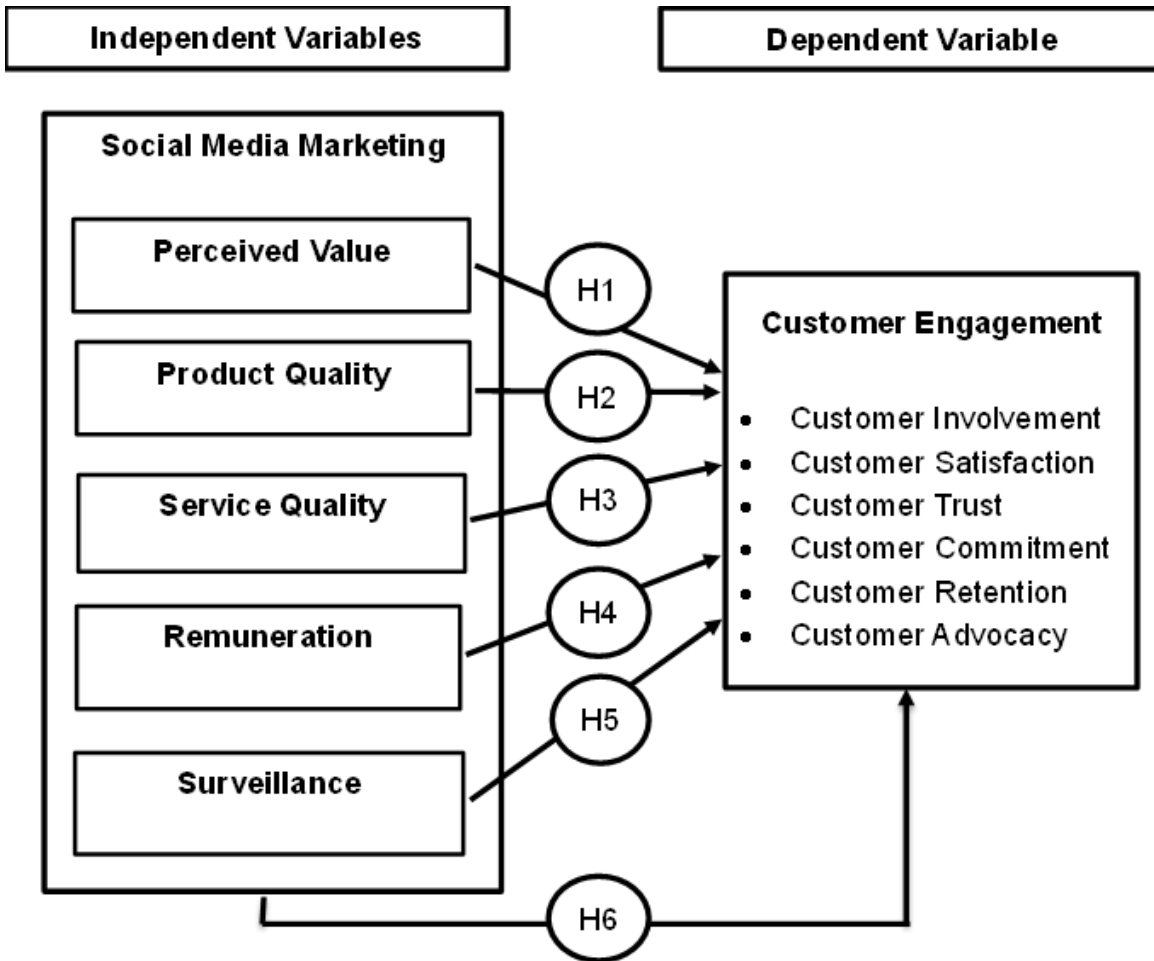 Independent Variables
Dependent Variable
Social Media Marketing
Perceived Value
Product Quality
Service Quality
Remuneration
Surveillance
H1
H2
H3
H4
H5
H6
Customer Engagement
• Customer Involvement
• Customer Satisfaction
• Customer Trust
• Customer Commitment
• Customer Retention
• Customer Advocacy